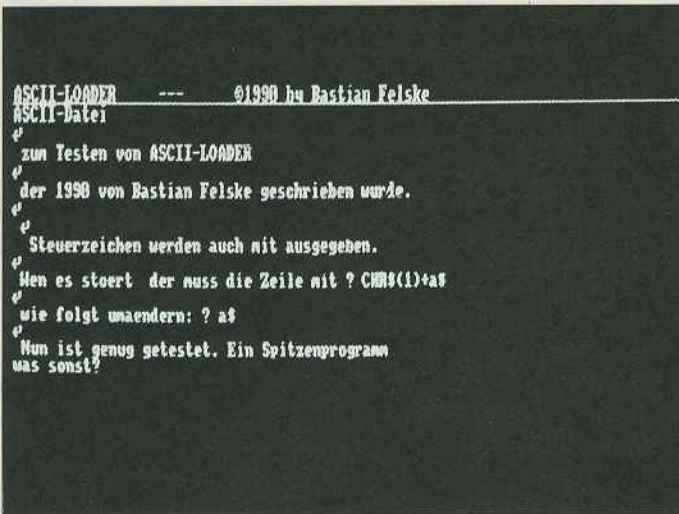 ASCII-LOADER --- ©1990 by Bastian Felske
ASCII-Datei
↵
zum Testen von ASCII-LOADER
↵
der 1990 von Bastian Felske geschrieben wurde.
↵
↵
Steuerzeichen werden auch mit ausgegeben.
↵
Wen es stoert der muss die Zeile mit ? CHR$(1)+a$
↵
wie folgt umaendern: ? a$
↵
Nun ist genug getestet. Ein Spitzenprogramm
was sonst?